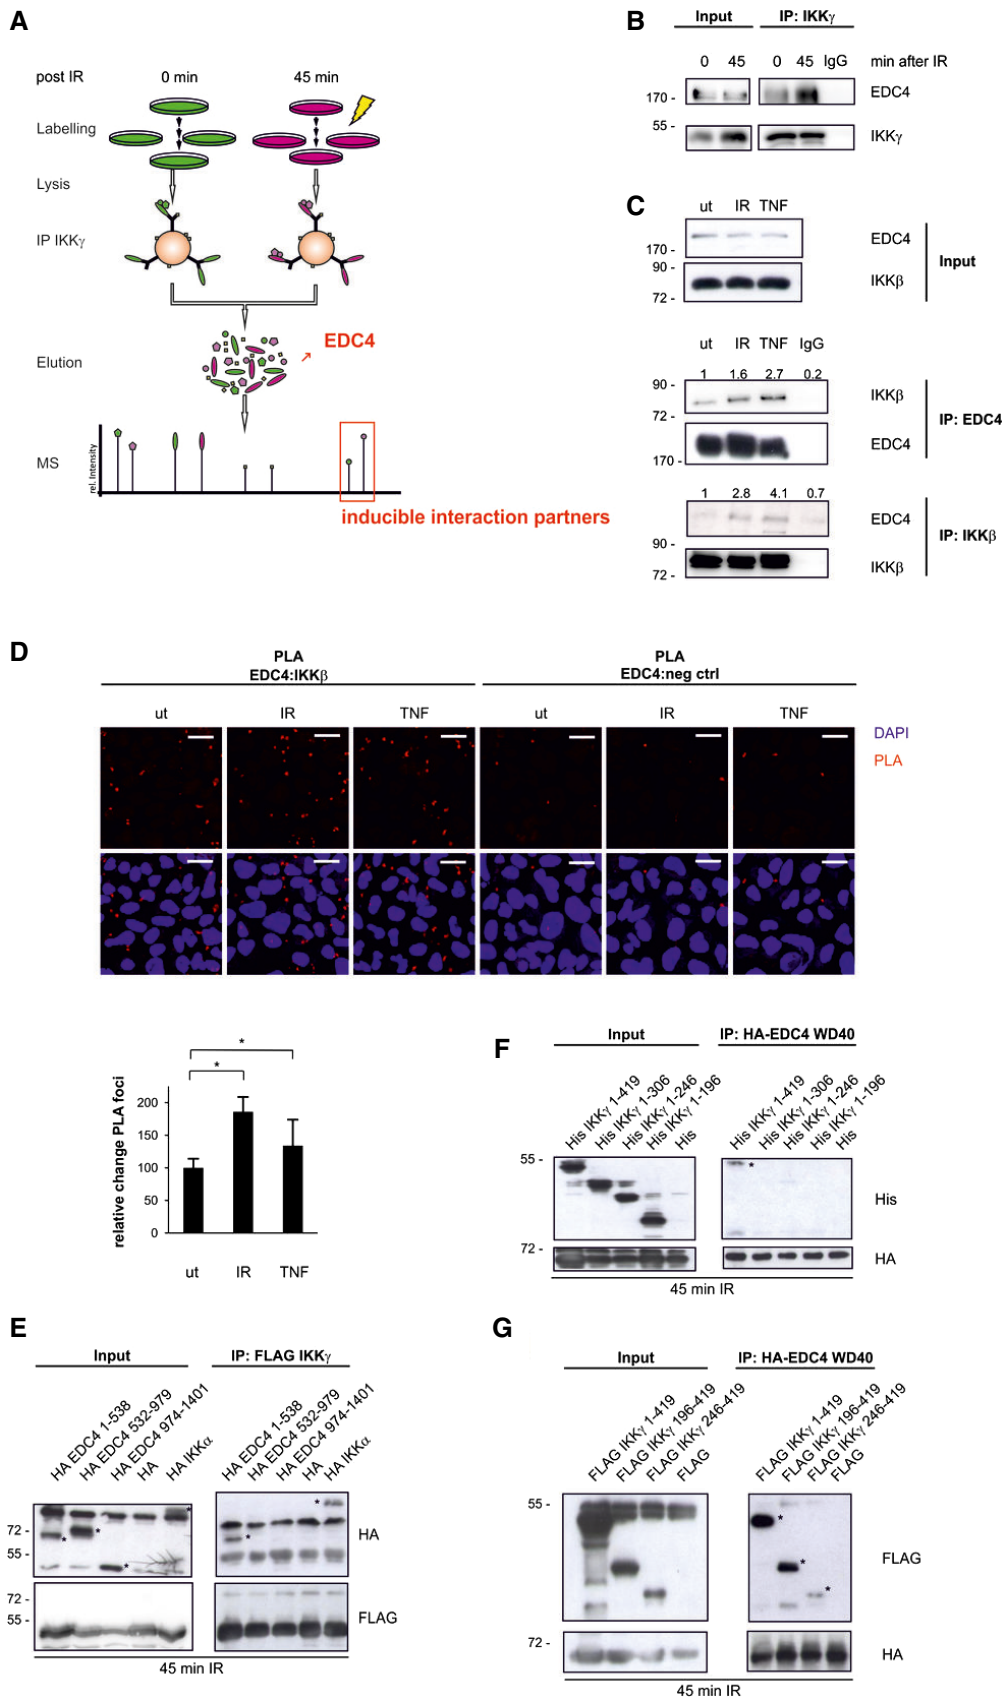 A
post IR
0 min
45 min
Labelling
Lysis
IP IKKγ
Elution
EDC4
MS
rel. Intensity
inducible interaction partners
B
Input
IP: IKKγ
0 45 0 45 IgG min after IR
170 - EDC4
55 - IKKγ
C
ut IR TNF
170 - EDC4
90 -
72 - IKKβ
Input
ut IR TNF IgG
1 1.6 2.7 0.2
90 -
72 - IKKβ
170 - EDC4
IP: EDC4
1 2.8 4.1 0.7
EDC4
90 -
72 - IKKβ
IP: IKKβ
D
PLA
EDC4:IKKβ
PLA
EDC4:neg ctrl
ut IR TNF ut IR TNF
DAPI
PLA
relative change PLA foci
200
150
100
50
0
* *
ut IR TNF
E
Input
IP: FLAG IKKγ
HA EDC4 1-538
HA EDC4 532-979
HA EDC4 974-1401
HA
HA IKKα
HA EDC4 1-538
HA EDC4 532-979
HA EDC4 974-1401
HA
HA IKKα
72 -
55 -
* * * * * *
HA
72 -
55 -
FLAG
45 min IR
F
Input
IP: HA-EDC4 WD40
His IKKγ 1-419
His IKKγ 1-306
His IKKγ 1-246
His IKKγ 1-196
His
His IKKγ 1-419
His IKKγ 1-306
His IKKγ 1-246
His IKKγ 1-196
His
55 -
*
His
72 -
HA
45 min IR
G
Input
IP: HA-EDC4 WD40
FLAG IKKγ 1-419
FLAG IKKγ 196-419
FLAG IKKγ 246-419
FLAG
FLAG IKKγ 1-419
FLAG IKKγ 196-419
FLAG IKKγ 246-419
FLAG
55 -
* * *
FLAG
72 -
HA
45 min IR